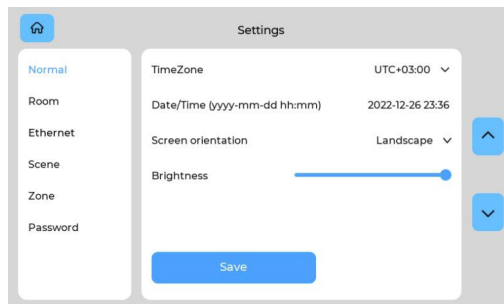 Settings
Normal
Room
Ethernet
Scene
Zone
Password
TimeZone UTC+03:00
Date/Time (yyyy-mm-dd hh:mm) 2022-12-26 23:36
Screen orientation Landscape
Brightness
Save